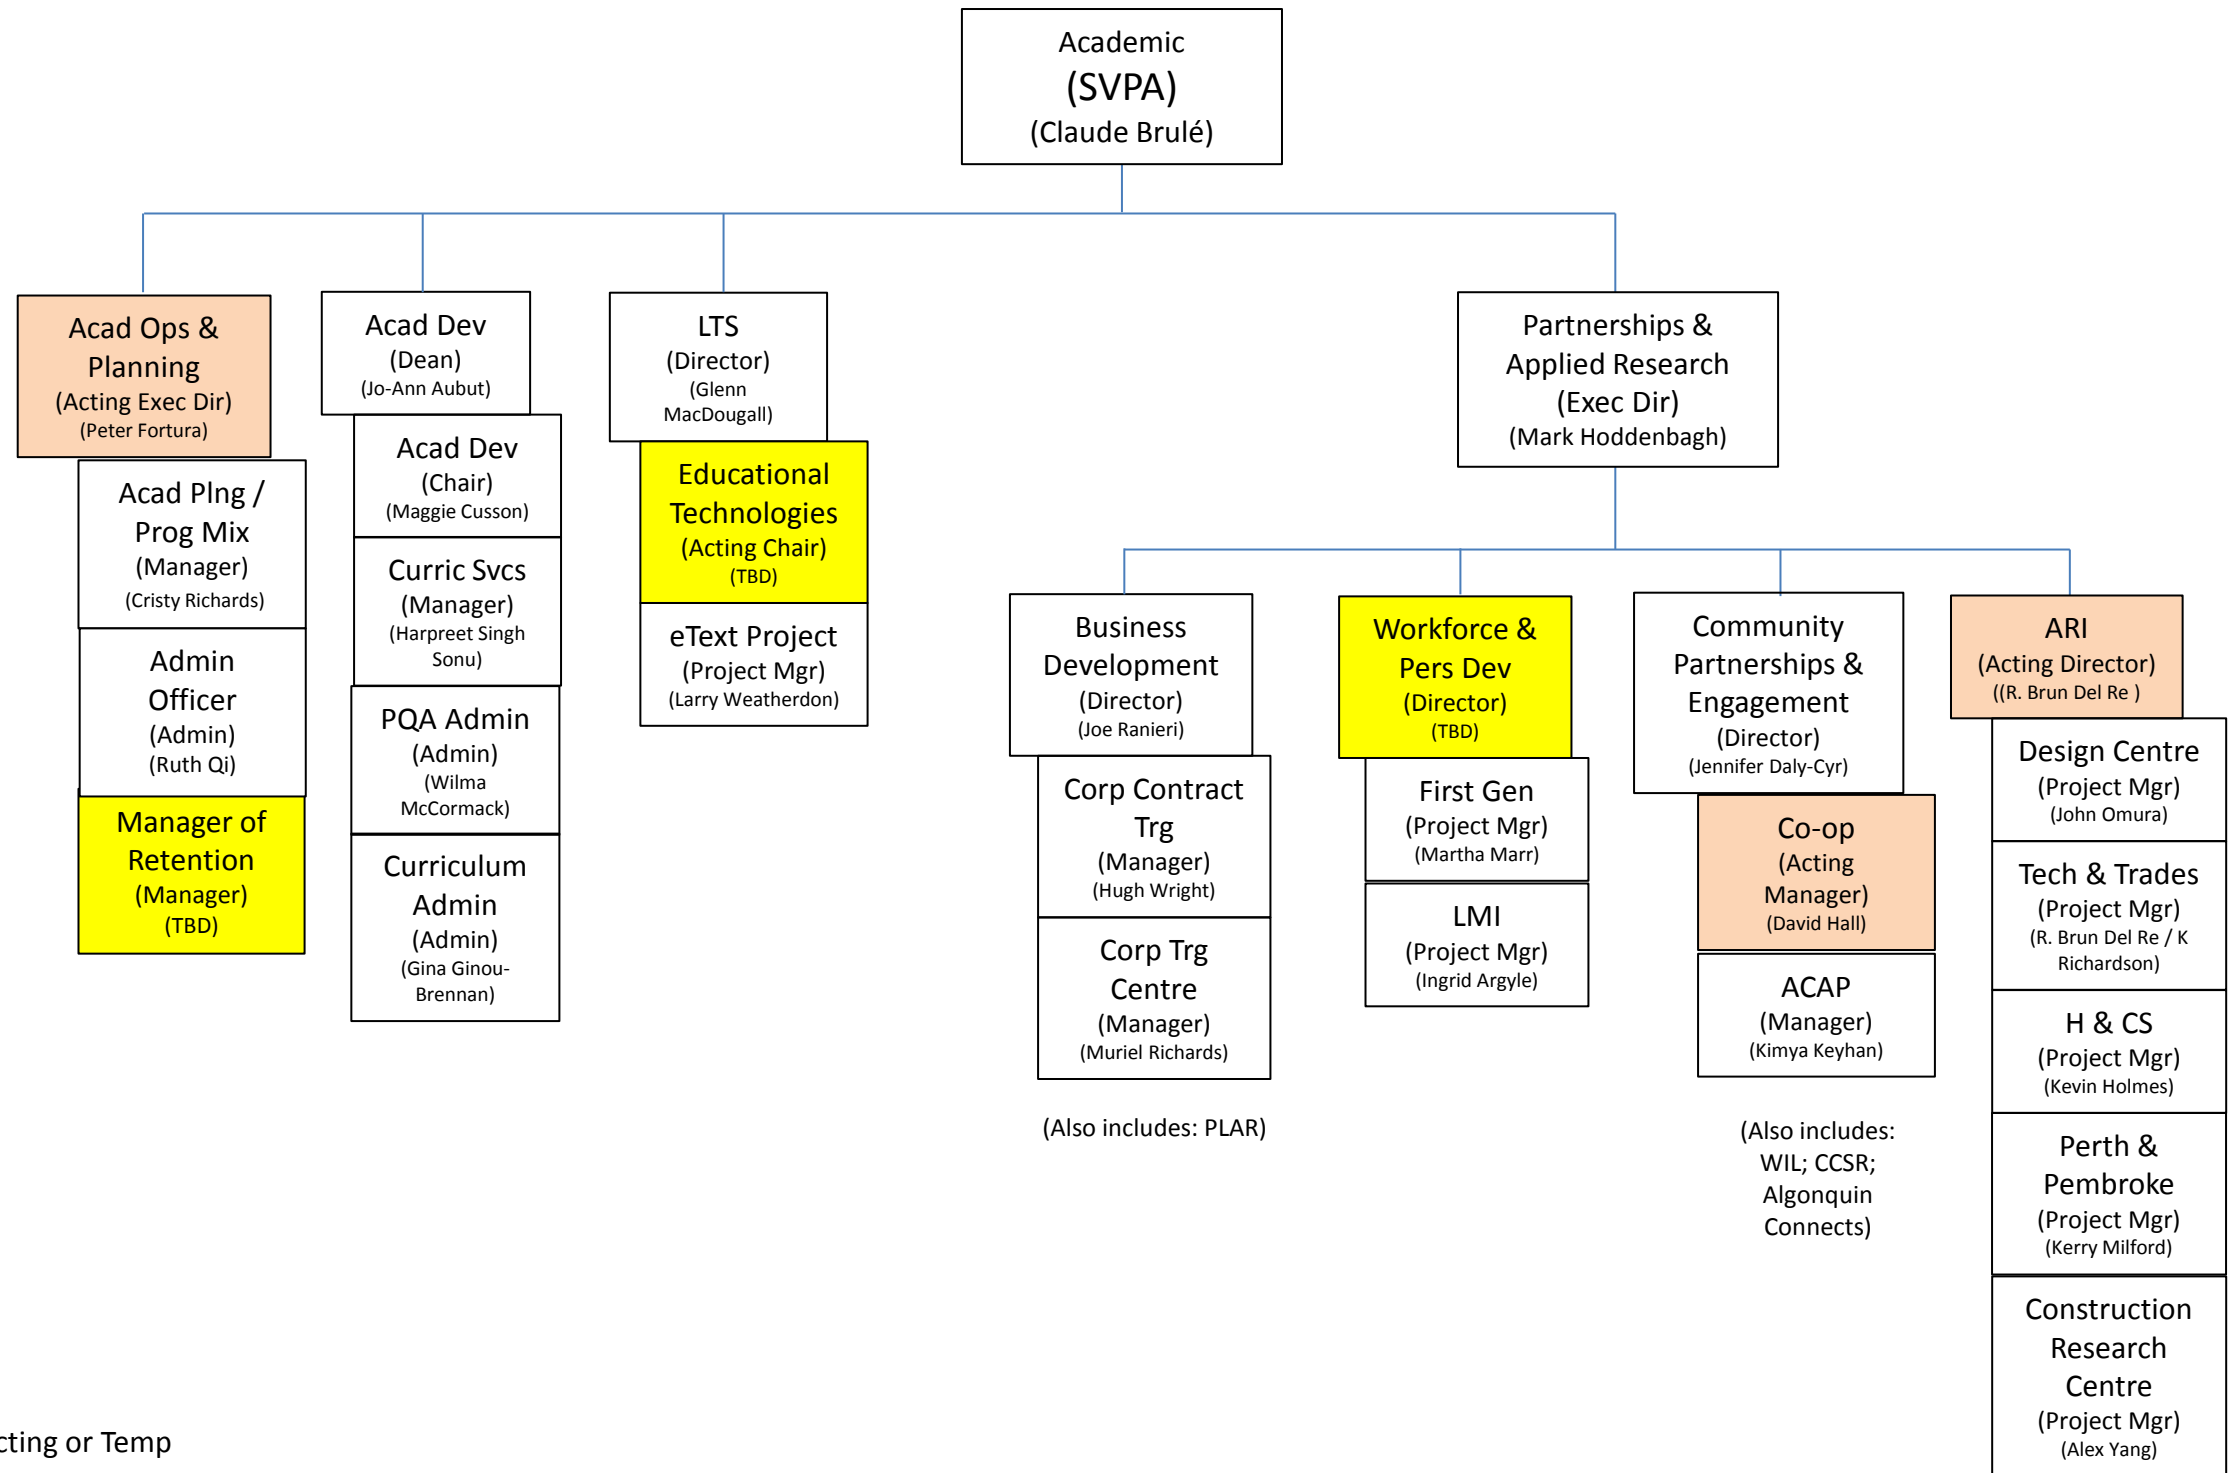 Academic
(SVPA)
(Claude Brulé)
Acad Ops &
Planning
(Acting Exec Dir)
(Peter Fortura)
Acad Plng /
Prog Mix
(Manager)
(Cristy Richards)
Admin
Officer
(Admin)
(Ruth Qi)
Manager of
Retention
(Manager)
(TBD)
Acad Dev
(Dean)
(Jo-Ann Aubut)
Acad Dev
(Chair)
(Maggie Cusson)
Curric Svcs
(Manager)
(Harpreet Singh
Sonu)
PQA Admin
(Admin)
(Wilma
McCormack)
Curriculum
Admin
(Admin)
(Gina Ginou-
Brennan)
LTS
(Director)
(Glenn
MacDougall)
Educational
Technologies
(Acting Chair)
(TBD)
eText Project
(Project Mgr)
(Larry Weatherdon)
Partnerships &
Applied Research
(Exec Dir)
(Mark Hoddenbagh)
Business
Development
(Director)
(Joe Ranieri)
Corp Contract
Trg
(Manager)
(Hugh Wright)
Corp Trg
Centre
(Manager)
(Muriel Richards)
(Also includes: PLAR)
Workforce &
Pers Dev
(Director)
(TBD)
First Gen
(Project Mgr)
(Martha Marr)
LMI
(Project Mgr)
(Ingrid Argyle)
Community
Partnerships &
Engagement
(Director)
(Jennifer Daly-Cyr)
Co-op
(Acting
Manager)
(David Hall)
ACAP
(Manager)
(Kimya Keyhan)
(Also includes:
WIL; CCSR;
Algonquin
Connects)
ARI
(Acting Director)
((R. Brun Del Re )
Design Centre
(Project Mgr)
(John Omura)
Tech & Trades
(Project Mgr)
(R. Brun Del Re / K
Richardson)
H & CS
(Project Mgr)
(Kevin Holmes)
Perth &
Pembroke
(Project Mgr)
(Kerry Milford)
Construction
Research
Centre
(Project Mgr)
(Alex Yang)
cting or Temp